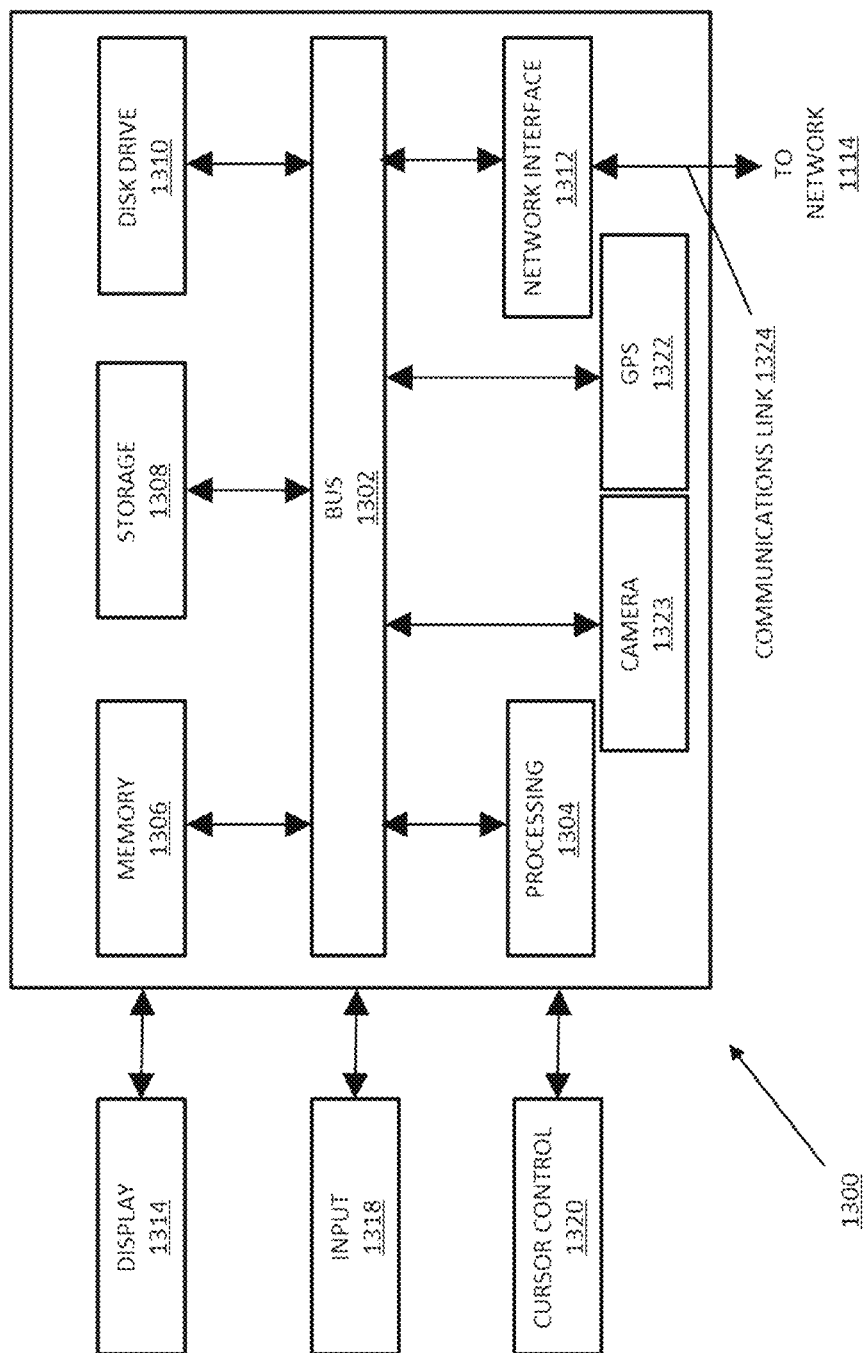 DISPLAY
1314
INPUT
1318
CURSOR CONTROL
1320
MEMORY
1306
STORAGE
1308
DISK DRIVE
1310
BUS
1302
PROCESSING
1304
CAMERA
1323
GPS
1322
NETWORK INTERFACE
1312
COMMUNICATIONS LINK 1324
TO
NETWORK
1114
1300